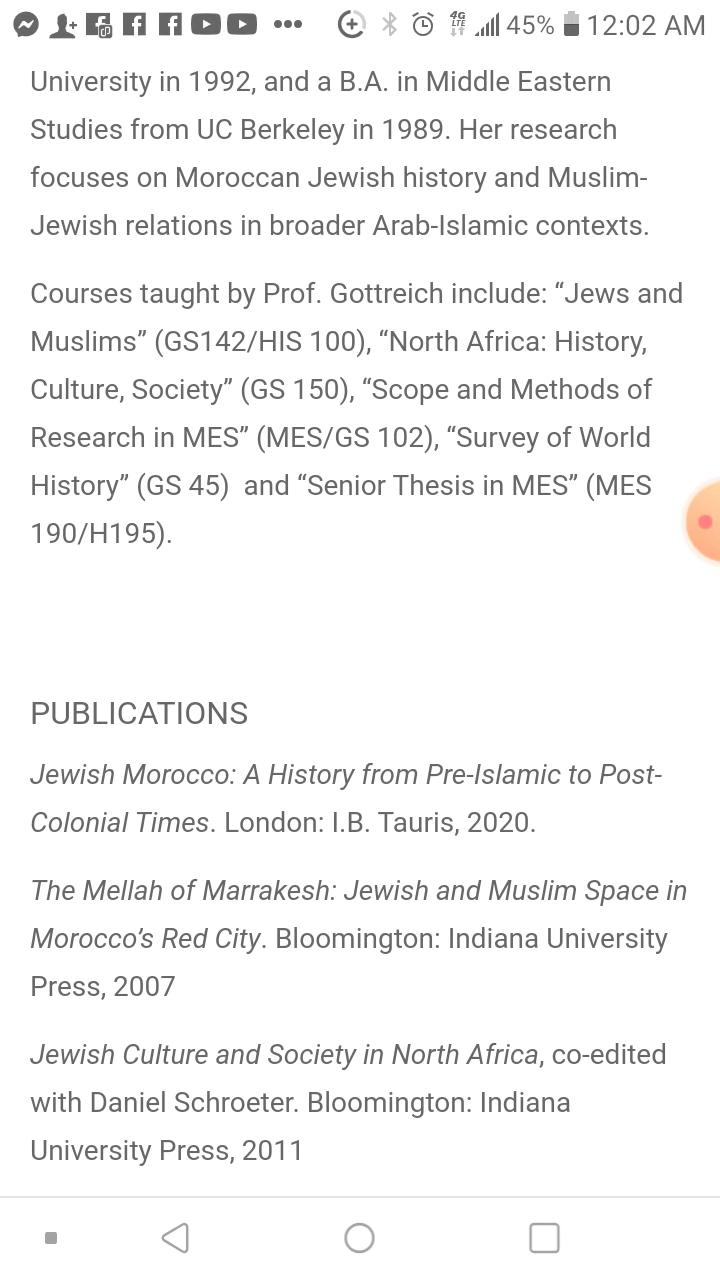 4G
LTE
45%
12:02 AM
University in 1992, and a B.A. in Middle Eastern
Studies from UC Berkeley in 1989. Her research
focuses on Moroccan Jewish history and Muslim-
Jewish relations in broader Arab-Islamic contexts.
Courses taught by Prof. Gottreich include: “Jews and
Muslims” (GS142/HIS 100), “North Africa: History,
Culture, Society” (GS 150), “Scope and Methods of
Research in MES” (MES/GS 102), “Survey of World
History” (GS 45)  and “Senior Thesis in MES” (MES
190/H195).
PUBLICATIONS
Jewish Morocco: A History from Pre-Islamic to Post-
Colonial Times. London: I.B. Tauris, 2020.
The Mellah of Marrakesh: Jewish and Muslim Space in
Morocco’s Red City. Bloomington: Indiana University
Press, 2007
Jewish Culture and Society in North Africa, co-edited
with Daniel Schroeter. Bloomington: Indiana
University Press, 2011